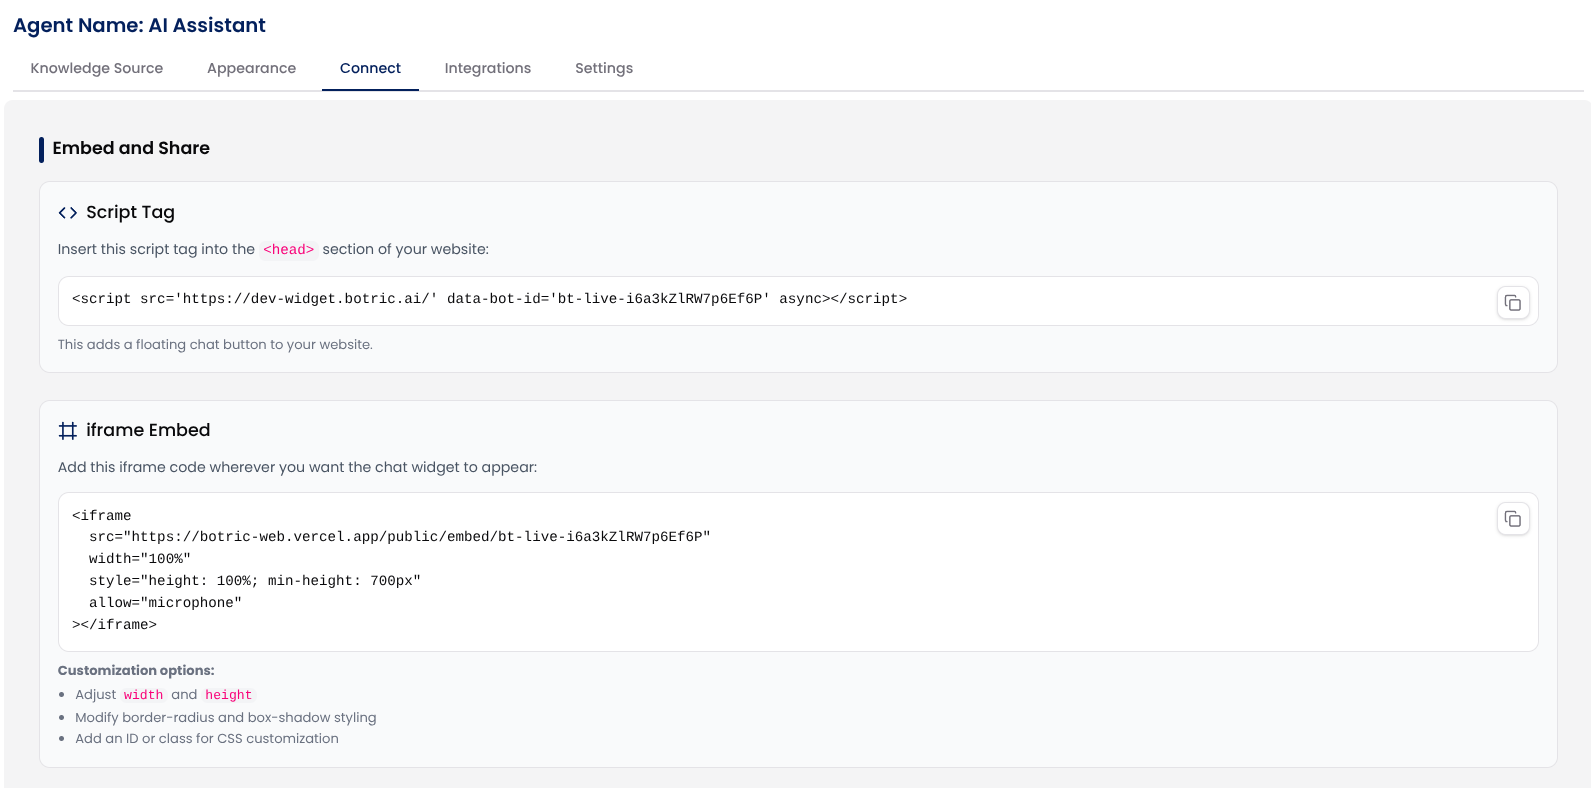 Agent Name: AI Assistant
Knowledge Source Appearance Connect Integrations Settings
Embed and Share
Script Tag
Insert this script tag into the <head> section of your website:
<script src='https://dev-widget.botric.ai/' data-bot-id='bt-live-i6a3kZlRW7p6Ef6P' async></script>
This adds a floating chat button to your website.
iframe Embed
Add this iframe code wherever you want the chat widget to appear:
<iframe
src="https://botric-web.vercel.app/public/embed/bt-live-i6a3kZlRW7p6Ef6P"
width="100%"
style="height: 100%; min-height: 700px"
allow="microphone"
></iframe>
Customization options:
• Adjust width and height
• Modify border-radius and box-shadow styling
• Add an ID or class for CSS customization